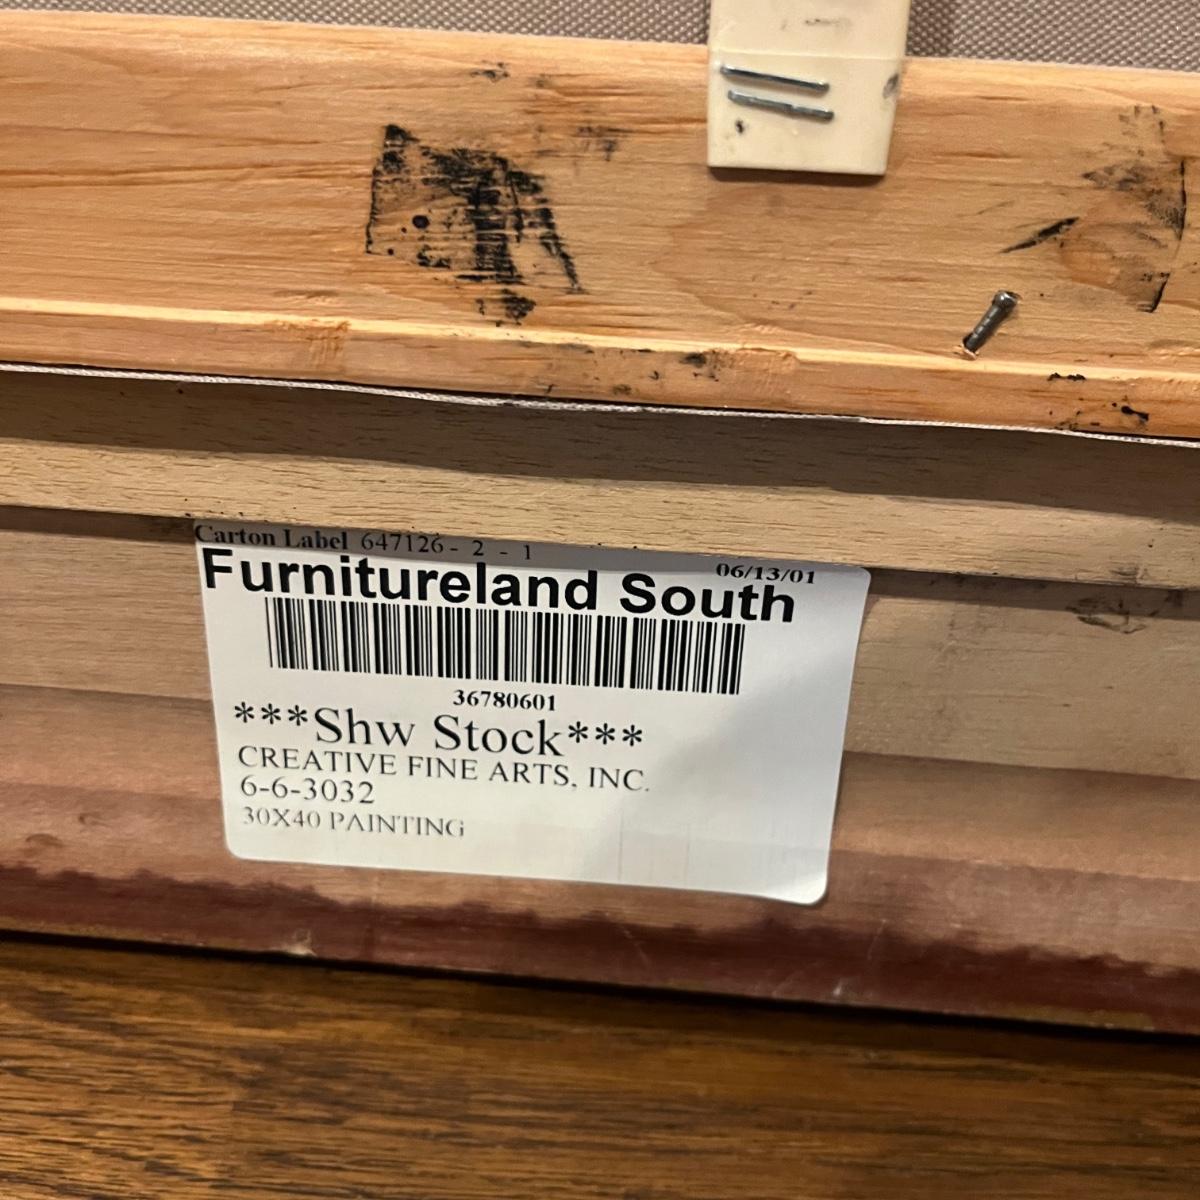 Carton Label 647126 - 2 - 1
06/13/01
Furnitureland South
36780601
***Shw Stock***
CREATIVE FINE ARTS, INC.
6-6-3032
30X40 PAINTING